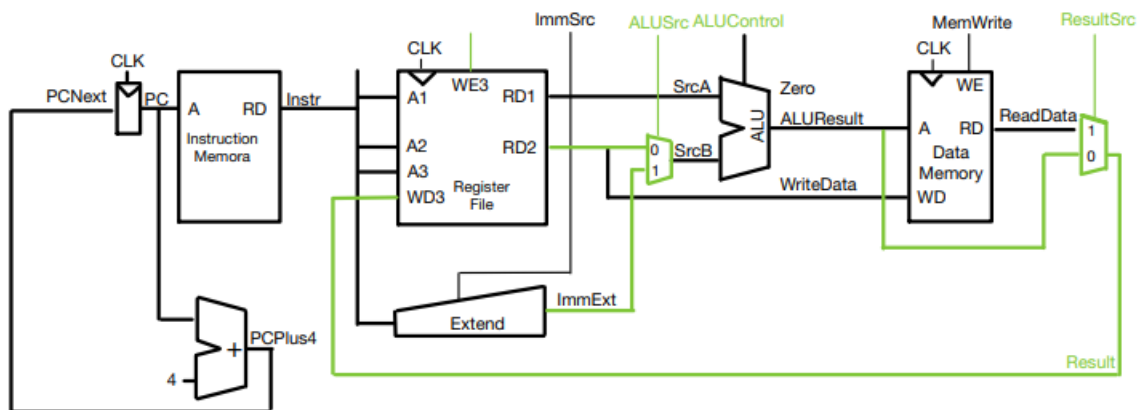 ImmSrc
ALUSrc
ALUControl
MemWrite
ResultSrc
CLK
CLK
CLK
PCNext
PC
A
RD
Instr
A1
WE3
RD1
SrcA
Zero
WE
ReadData
1
0
Instruction
Memora
A2
RD2
0
1
SrcB
ALU
ALUResult
A
RD
Data
Memory
A3
WD3
Register
File
WriteData
WD
ImmExt
Extend
PCPlus4
+
4
Result